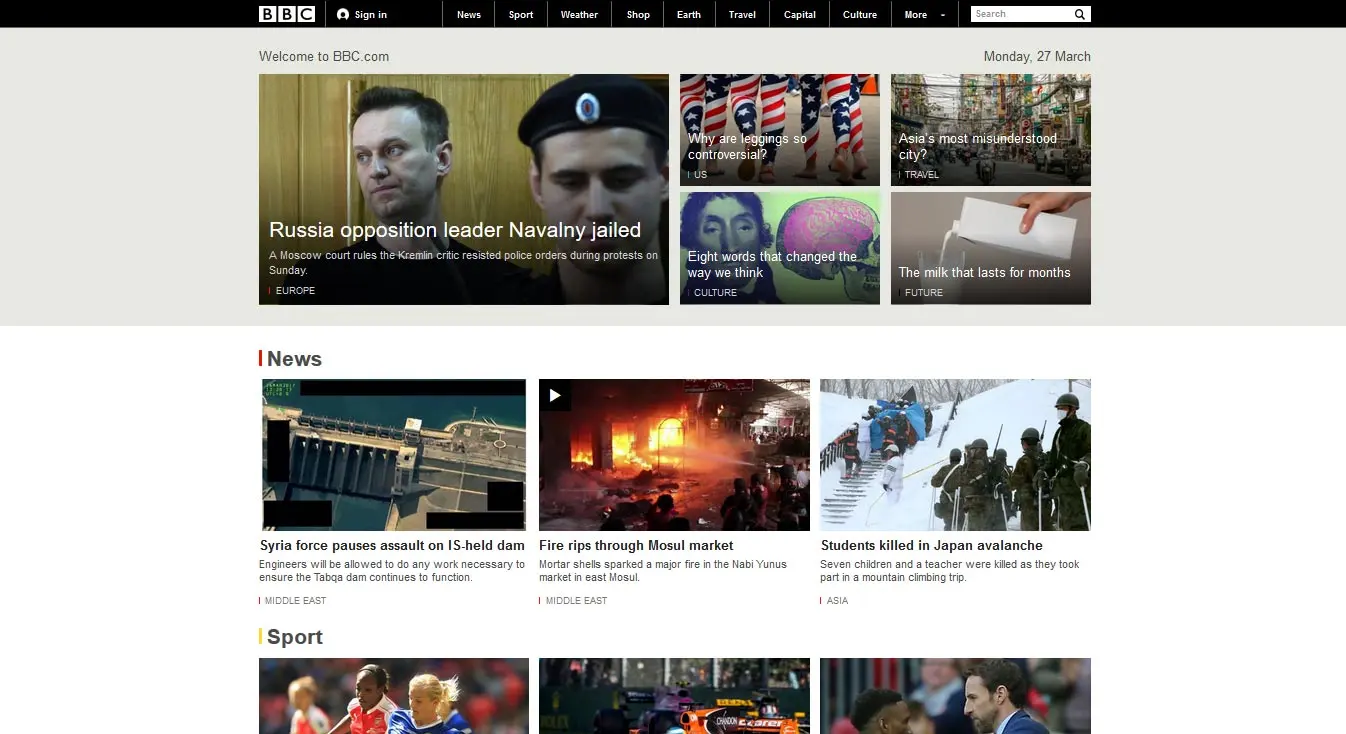 BBC
Sign in
News
Sport
Weather
Shop
Earth
Travel
Capital
Culture
More
Search
Welcome to BBC.com
Monday, 27 March
Russia opposition leader Navalny jailed
A Moscow court rules the Kremlin critic resisted police orders during protests on
Sunday.
EUROPE
Why are leggings so
controversial?
US
Asia's most misunderstood
city?
TRAVEL
Eight words that changed the
way we think
CULTURE
The milk that lasts for months
FUTURE
News
Syria force pauses assault on IS-held dam
Engineers will be allowed to do any work necessary to
ensure the Tabqa dam continues to function.
MIDDLE EAST
Fire rips through Mosul market
Mortar shells sparked a major fire in the Nabi Yunus
market in east Mosul.
MIDDLE EAST
Students killed in Japan avalanche
Seven children and a teacher were killed as they took
part in a mountain climbing trip.
ASIA
Sport
CHANDON